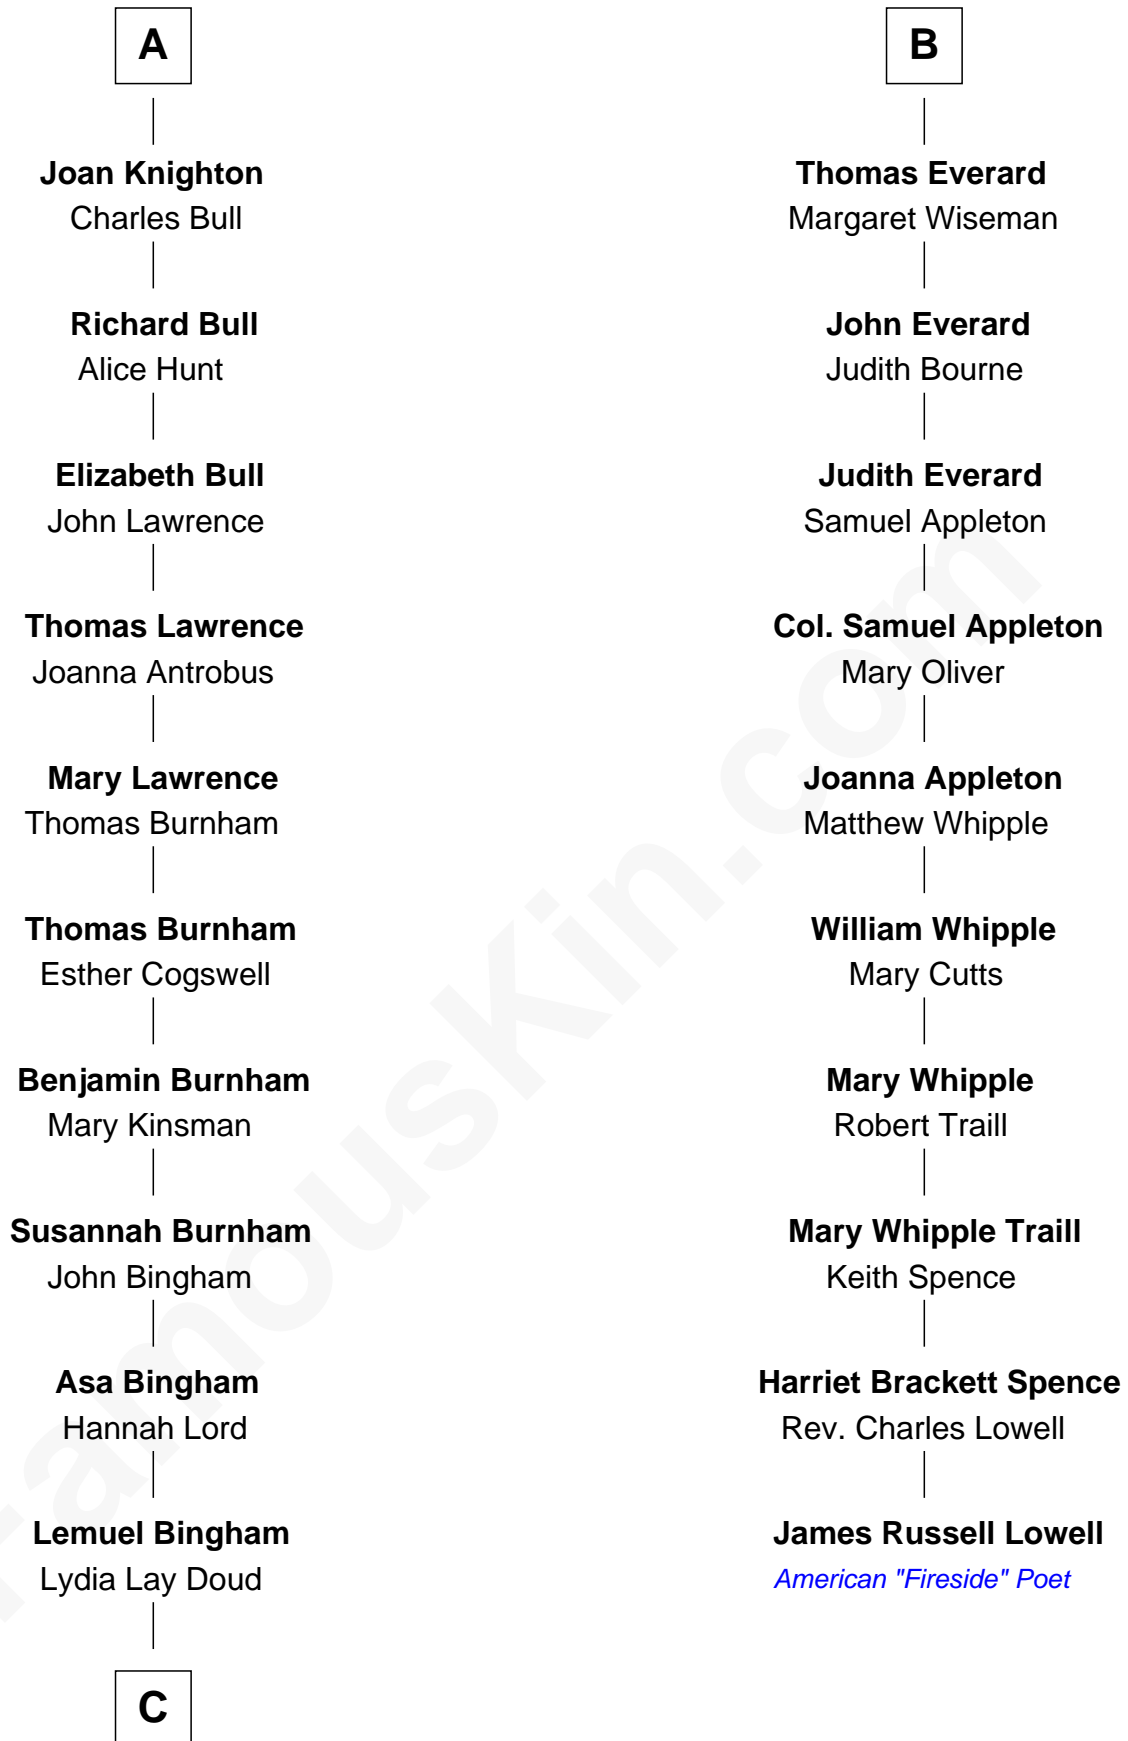 A
Joan Knighton
Charles Bull
Richard Bull
Alice Hunt
Elizabeth Bull
John Lawrence
Thomas Lawrence
Joanna Antrobus
Mary Lawrence
Thomas Burnham
Thomas Burnham
Esther Cogswell
Benjamin Burnham
Mary Kinsman
Susannah Burnham
John Bingham
Asa Bingham
Hannah Lord
Lemuel Bingham
Lydia Lay Doud
C
B
Thomas Everard
Margaret Wiseman
John Everard
Judith Bourne
Judith Everard
Samuel Appleton
Col. Samuel Appleton
Mary Oliver
Joanna Appleton
Matthew Whipple
William Whipple
Mary Cutts
Mary Whipple
Robert Traill
Mary Whipple Traill
Keith Spence
Harriet Brackett Spence
Rev. Charles Lowell
James Russell Lowell
American "Fireside" Poet
FamousKin.com